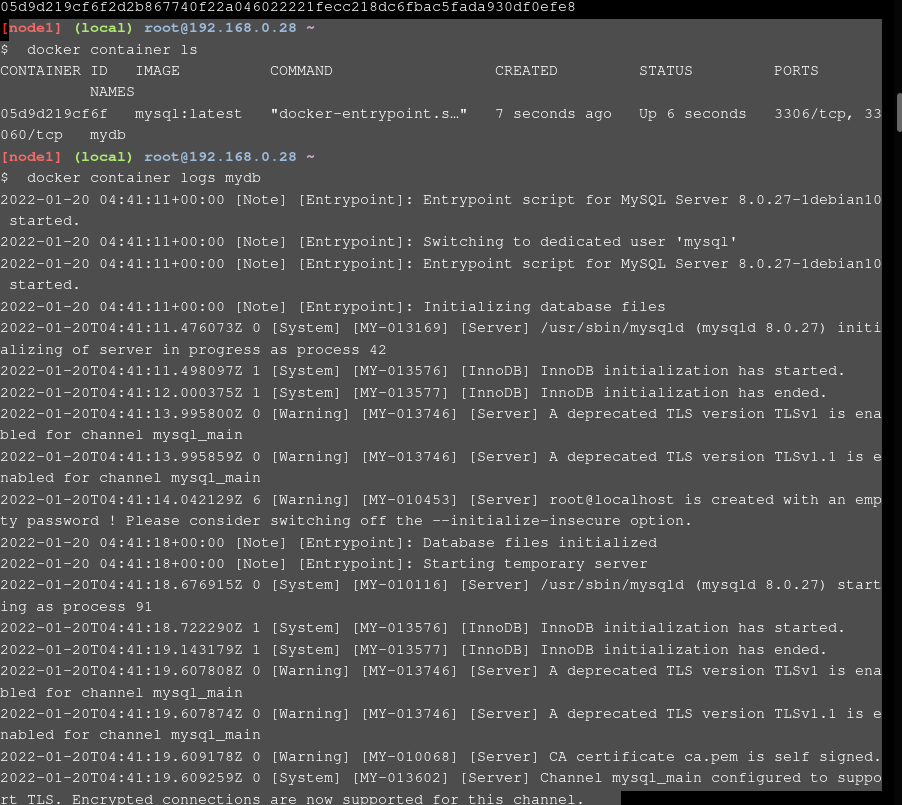 05d9d219cf6f2d2b867740f22a046022221fecc218dc6fbac5fada930df0efe8
[node1] (local) root@192.168.0.28 ~
$  docker container ls
CONTAINER ID   IMAGE          COMMAND                  CREATED         STATUS         PORTS
          NAMES
05d9d219cf6f   mysql:latest   "docker-entrypoint.s…"   7 seconds ago   Up 6 seconds   3306/tcp, 33
060/tcp   mydb
[node1] (local) root@192.168.0.28 ~
$  docker container logs mydb
2022-01-20 04:41:11+00:00 [Note] [Entrypoint]: Entrypoint script for MySQL Server 8.0.27-1debian10
 started.
2022-01-20 04:41:11+00:00 [Note] [Entrypoint]: Switching to dedicated user 'mysql'
2022-01-20 04:41:11+00:00 [Note] [Entrypoint]: Entrypoint script for MySQL Server 8.0.27-1debian10
 started.
2022-01-20 04:41:11+00:00 [Note] [Entrypoint]: Initializing database files
2022-01-20T04:41:11.476073Z 0 [System] [MY-013169] [Server] /usr/sbin/mysqld (mysqld 8.0.27) initi
alizing of server in progress as process 42
2022-01-20T04:41:11.498097Z 1 [System] [MY-013576] [InnoDB] InnoDB initialization has started.
2022-01-20T04:41:12.000375Z 1 [System] [MY-013577] [InnoDB] InnoDB initialization has ended.
2022-01-20T04:41:13.995800Z 0 [Warning] [MY-013746] [Server] A deprecated TLS version TLSv1 is ena
bled for channel mysql_main
2022-01-20T04:41:13.995859Z 0 [Warning] [MY-013746] [Server] A deprecated TLS version TLSv1.1 is e
nabled for channel mysql_main
2022-01-20T04:41:14.042129Z 6 [Warning] [MY-010453] [Server] root@localhost is created with an emp
ty password ! Please consider switching off the --initialize-insecure option.
2022-01-20 04:41:18+00:00 [Note] [Entrypoint]: Database files initialized
2022-01-20 04:41:18+00:00 [Note] [Entrypoint]: Starting temporary server
2022-01-20T04:41:18.676915Z 0 [System] [MY-010116] [Server] /usr/sbin/mysqld (mysqld 8.0.27) start
ing as process 91
2022-01-20T04:41:18.722290Z 1 [System] [MY-013576] [InnoDB] InnoDB initialization has started.
2022-01-20T04:41:19.143179Z 1 [System] [MY-013577] [InnoDB] InnoDB initialization has ended.
2022-01-20T04:41:19.607808Z 0 [Warning] [MY-013746] [Server] A deprecated TLS version TLSv1 is ena
bled for channel mysql_main
2022-01-20T04:41:19.607874Z 0 [Warning] [MY-013746] [Server] A deprecated TLS version TLSv1.1 is e
nabled for channel mysql_main
2022-01-20T04:41:19.609178Z 0 [Warning] [MY-010068] [Server] CA certificate ca.pem is self signed.
2022-01-20T04:41:19.609259Z 0 [System] [MY-013602] [Server] Channel mysql_main configured to suppo
rt TLS. Encrypted connections are now supported for this channel.